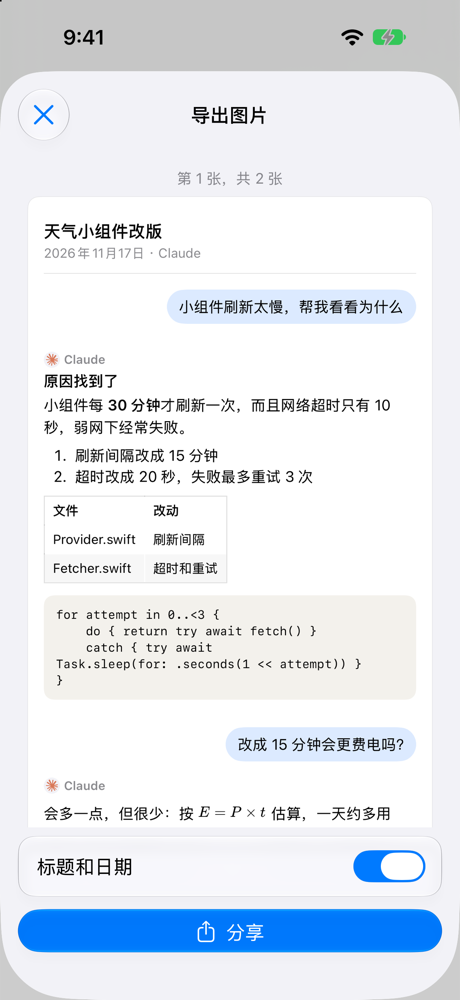 9:41
导出图片
第 1 张，共 2 张
天气小组件改版
2026年11月17日 · Claude
小组件刷新太慢，帮我看看为什么
Claude
原因找到了
小组件每 30 分钟才刷新一次，而且网络超时只有 10
秒，弱网下经常失败。
1. 刷新间隔改成 15 分钟
2. 超时改成 20 秒，失败最多重试 3 次
文件 改动
Provider.swift 刷新间隔
Fetcher.swift 超时和重试
for attempt in 0..<3 {
    do { return try await fetch() }
    catch { try await
Task.sleep(for: .seconds(1 << attempt)) }
}
改成 15 分钟会更费电吗?
Claude
会多一点，但很少：按 E = P × t 估算，一天约多用
标题和日期
分享